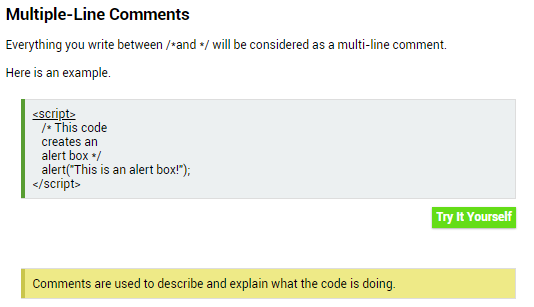 Multiple-Line Comments
Everything you write between /*and */ will be considered as a multi-line comment.
Here is an example.
<script>
/* This code
creates an
alert box */
alert("This is an alert box!");
</script>
Try It Yourself
Comments are used to describe and explain what the code is doing.